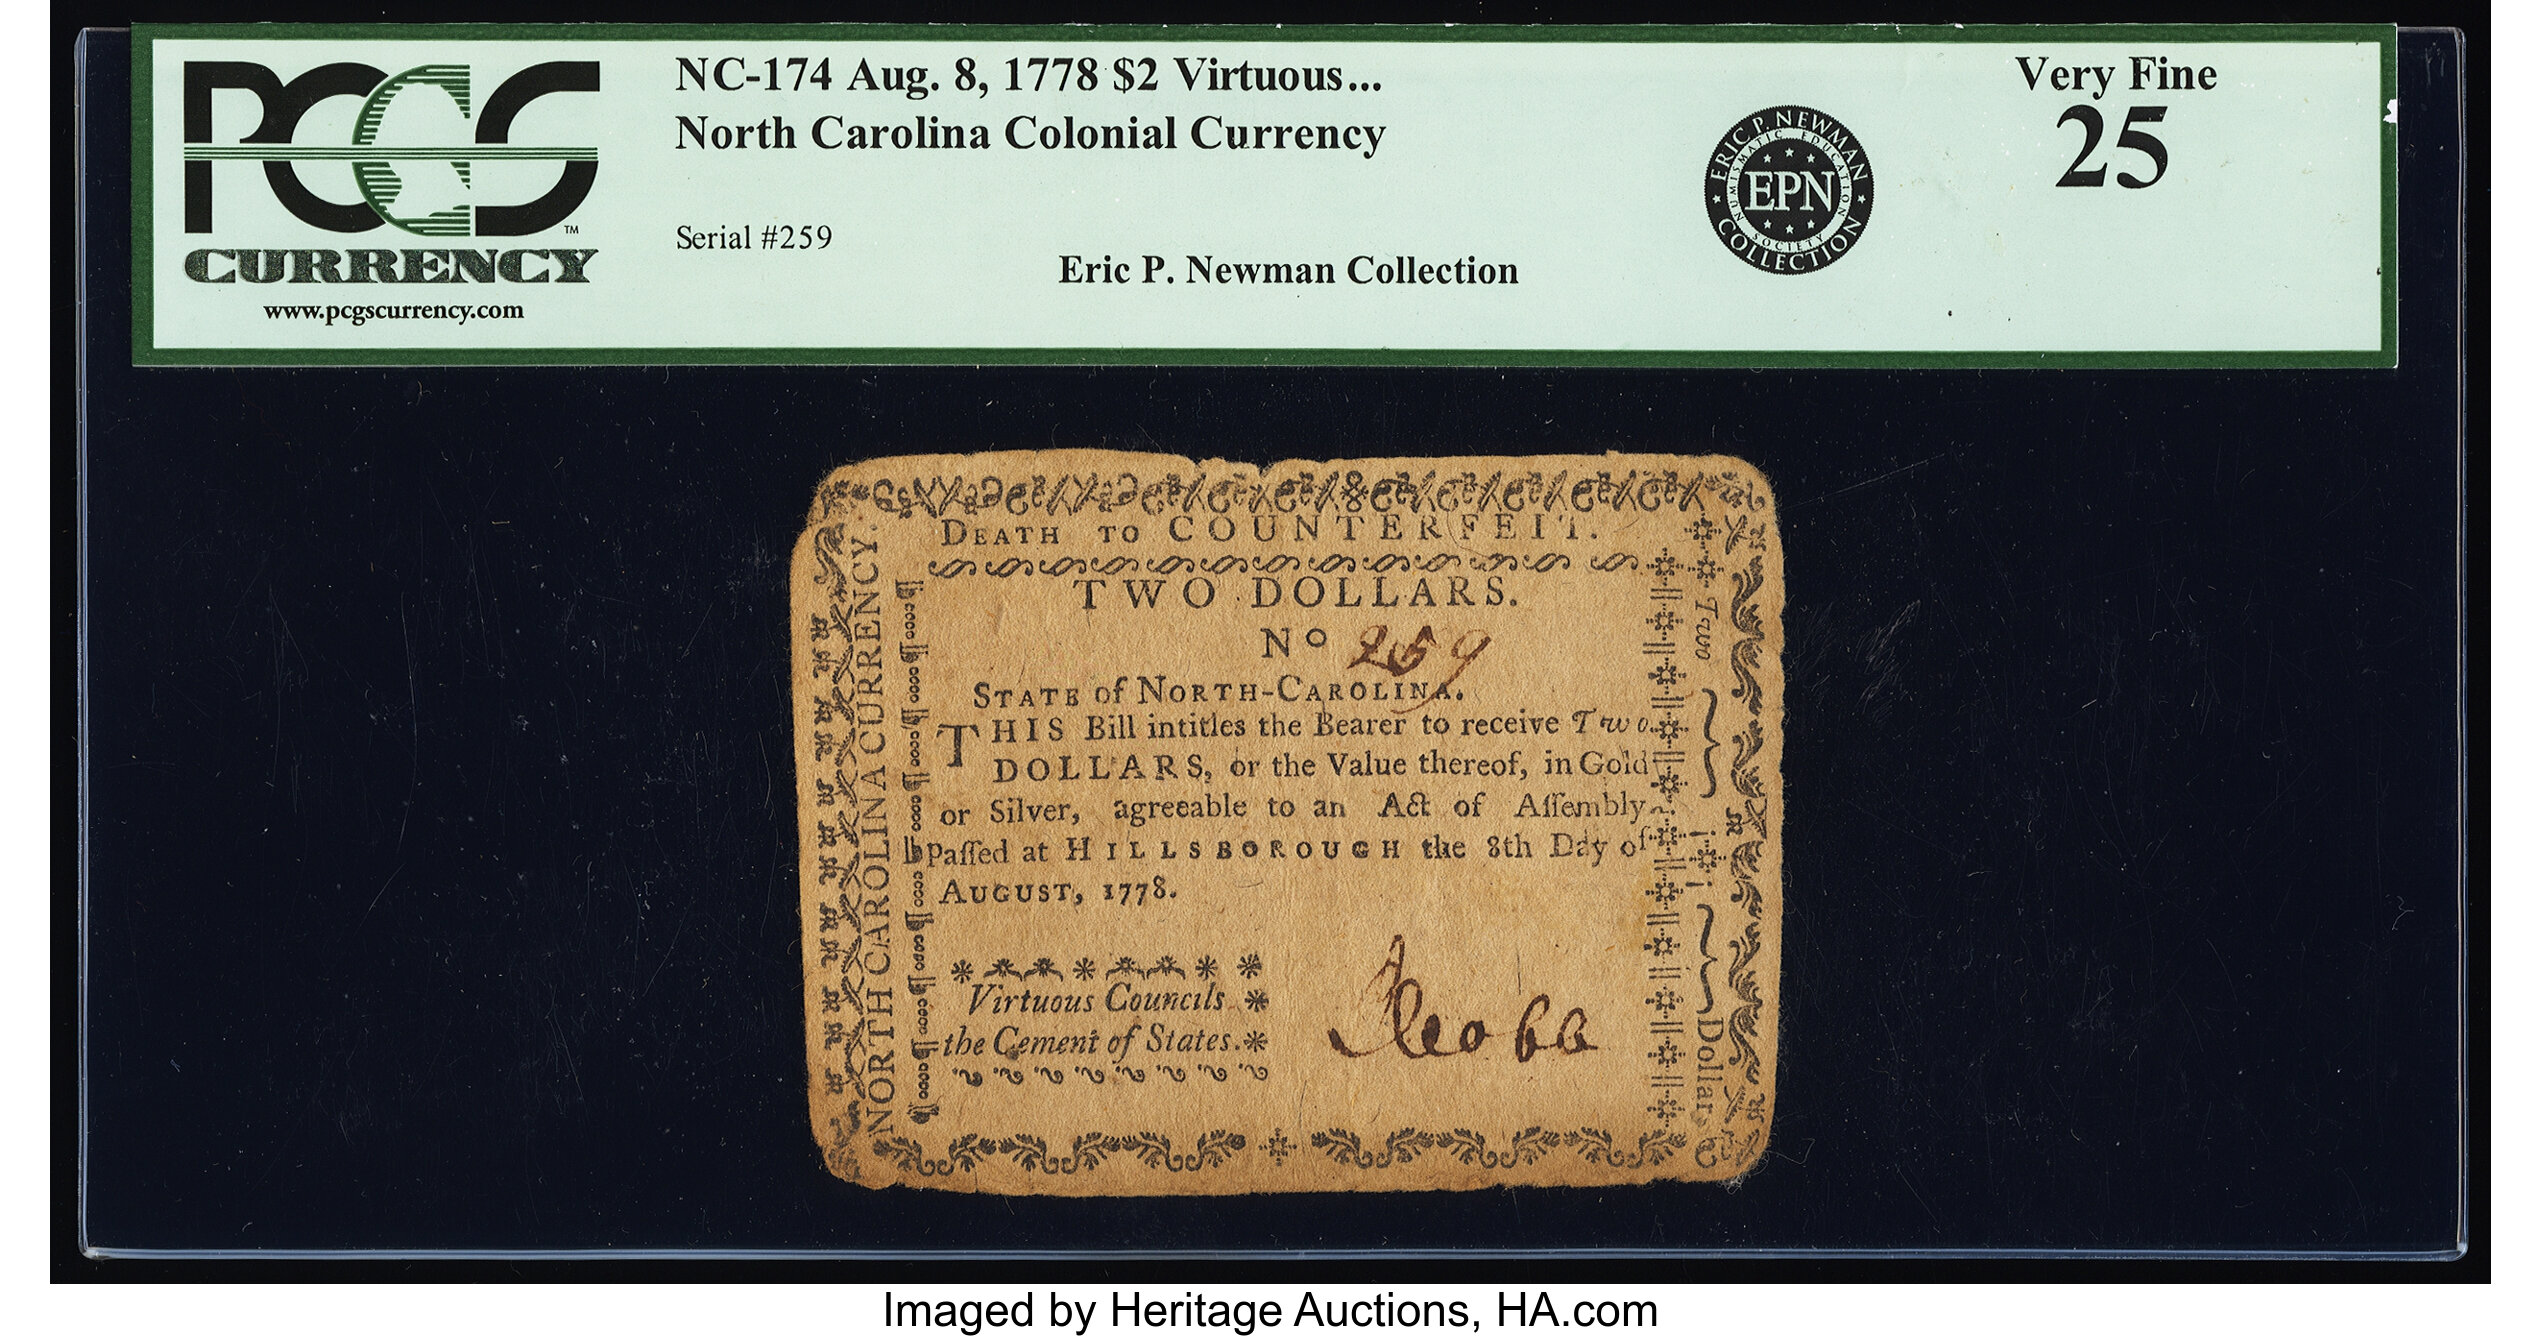 PCGS
TM
CURRENCY
www.pcgscurrency.com
NC-174 Aug. 8, 1778 $2 Virtuous...
North Carolina Colonial Currency
Serial #259
Eric P. Newman Collection
ERIC P. NEWMAN
NUMISMATIC EDUCATION
EPN
SOCIETY
COLLECTION
Very Fine
25
DEATH TO COUNTERFEIT.
TWO DOLLARS.
No 259
STATE of NORTH-CAROLINA.
THIS Bill intitles the Bearer to receive Two
DOLLARS, or the Value thereof, in Gold
or Silver, agreeable to an Act of Aſſembly
paſſed at HILLSBOROUGH the 8th Day of
AUGUST, 1778.
Virtuous Councils
the Cement of States.
NORTH CAROLINA CURRENCY.
Two
Dollar
Imaged by Heritage Auctions, HA.com